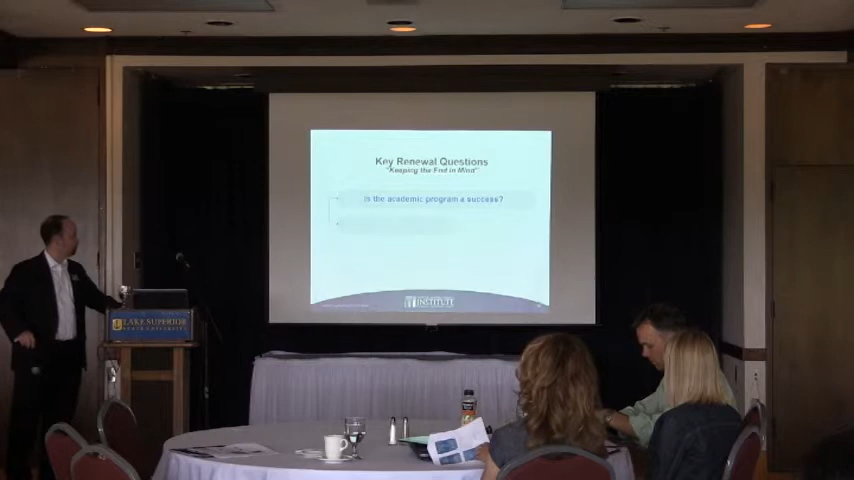 Key Renewal Questions
"Keeping the End in Mind"
Is the academic program a success?
INSTITUTE
LAKE SUPERIOR
STATE UNIVERSITY